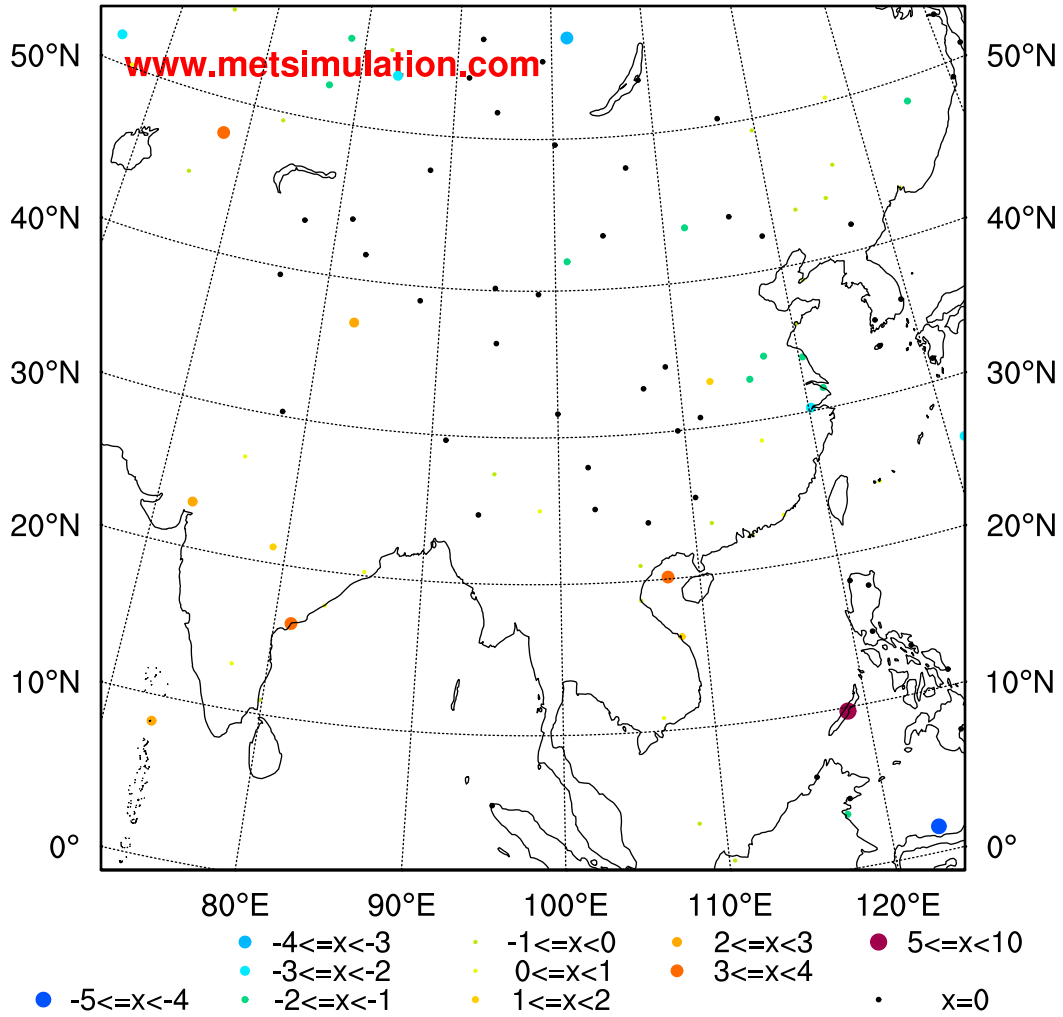 www.metsimulation.com
50°N 50°N
40°N 40°N
30°N 30°N
20°N 20°N
10°N 10°N
0° 0°
80°E 90°E 100°E 110°E 120°E
-4<=x<-3 -1<=x<0 2<=x<3 5<=x<10
-3<=x<-2 0<=x<1 3<=x<4
-5<=x<-4 -2<=x<-1 1<=x<2 x=0